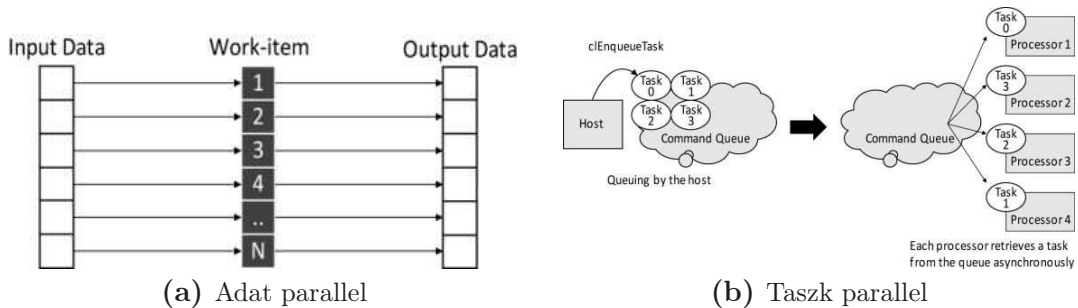 Input Data
Work-item
Output Data
1
2
3
4
..
N
(a) Adat parallel
clEnqueueTask
Host
Task
0
Task
1
Task
2
Task
3
Command Queue
Queuing by the host
Command Queue
Task
0
Processor 1
Task
3
Processor 2
Task
2
Processor 3
Task
1
Processor 4
Each processor retrieves a task
from the queue asynchronously
(b) Taszk parallel